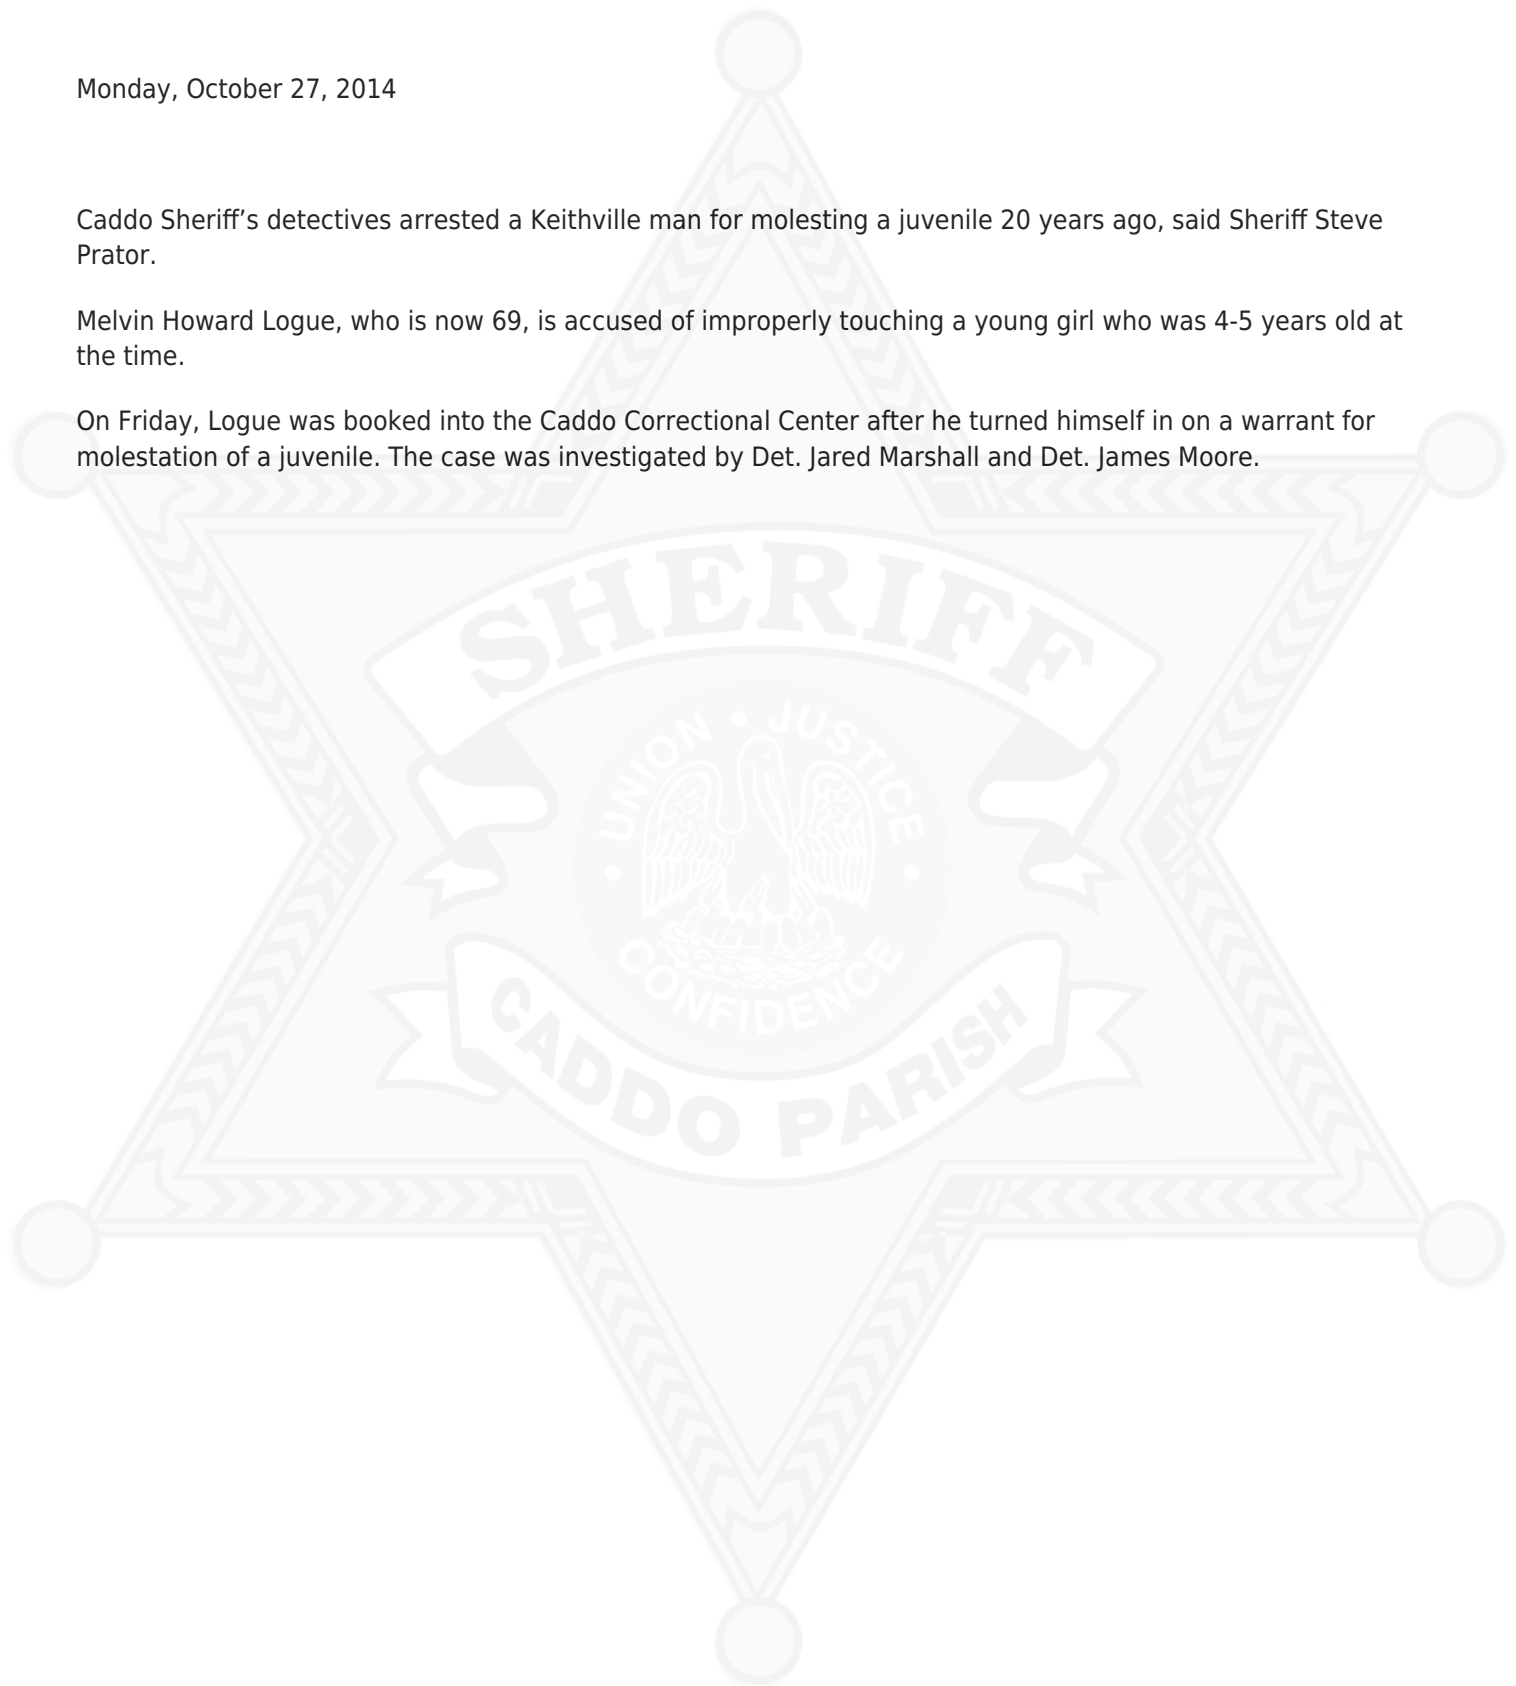 Monday, October 27, 2014
Caddo Sheriff’s detectives arrested a Keithville man for molesting a juvenile 20 years ago, said Sheriff Steve
Prator.
Melvin Howard Logue, who is now 69, is accused of improperly touching a young girl who was 4-5 years old at
the time.
On Friday, Logue was booked into the Caddo Correctional Center after he turned himself in on a warrant for
molestation of a juvenile. The case was investigated by Det. Jared Marshall and Det. James Moore.
SHERIFF
UNION • JUSTICE
• CONFIDENCE •
CADDO PARISH